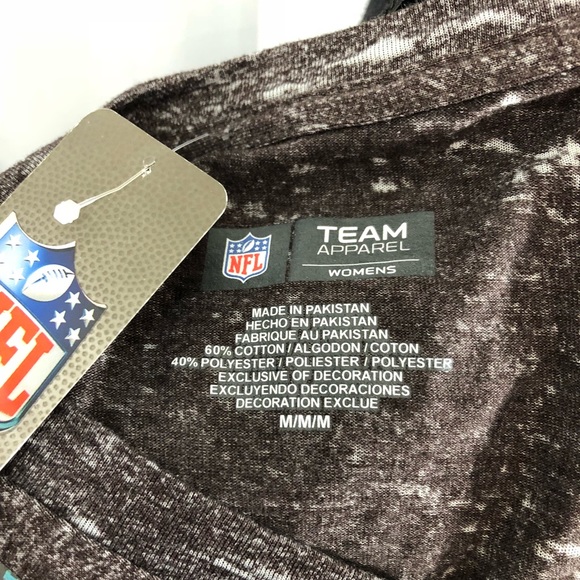 NFL
NFL
TEAM
APPAREL
WOMENS
MADE IN PAKISTAN
HECHO EN PAKISTAN
FABRIQUE AU PAKISTAN
60% COTTON / ALGODON / COTON
40% POLYESTER / POLIESTER / POLYESTER
EXCLUSIVE OF DECORATION
EXCLUYENDO DECORACIONES
DECORATION EXCLUE
M/M/M